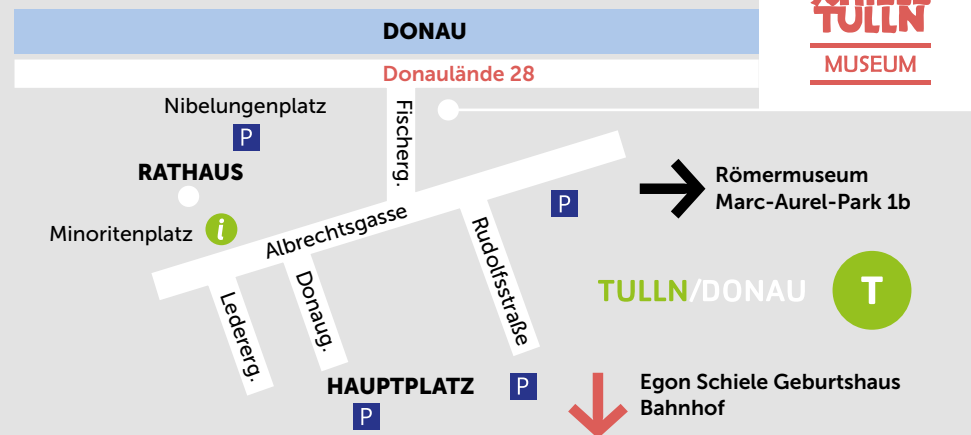 DONAU
TULLN
MUSEUM
Donaulände 28
Nibelungenplatz
P
Fischerg.
RATHAUS
Minoritenplatz
i
Albrechtsgasse
P
Römermuseum
Marc-Aurel-Park 1b
Rudolfsstraße
Ledererg.
Donaug.
TULLN/DONAU
T
HAUPTPLATZ
P
P
Egon Schiele Geburtshaus
Bahnhof